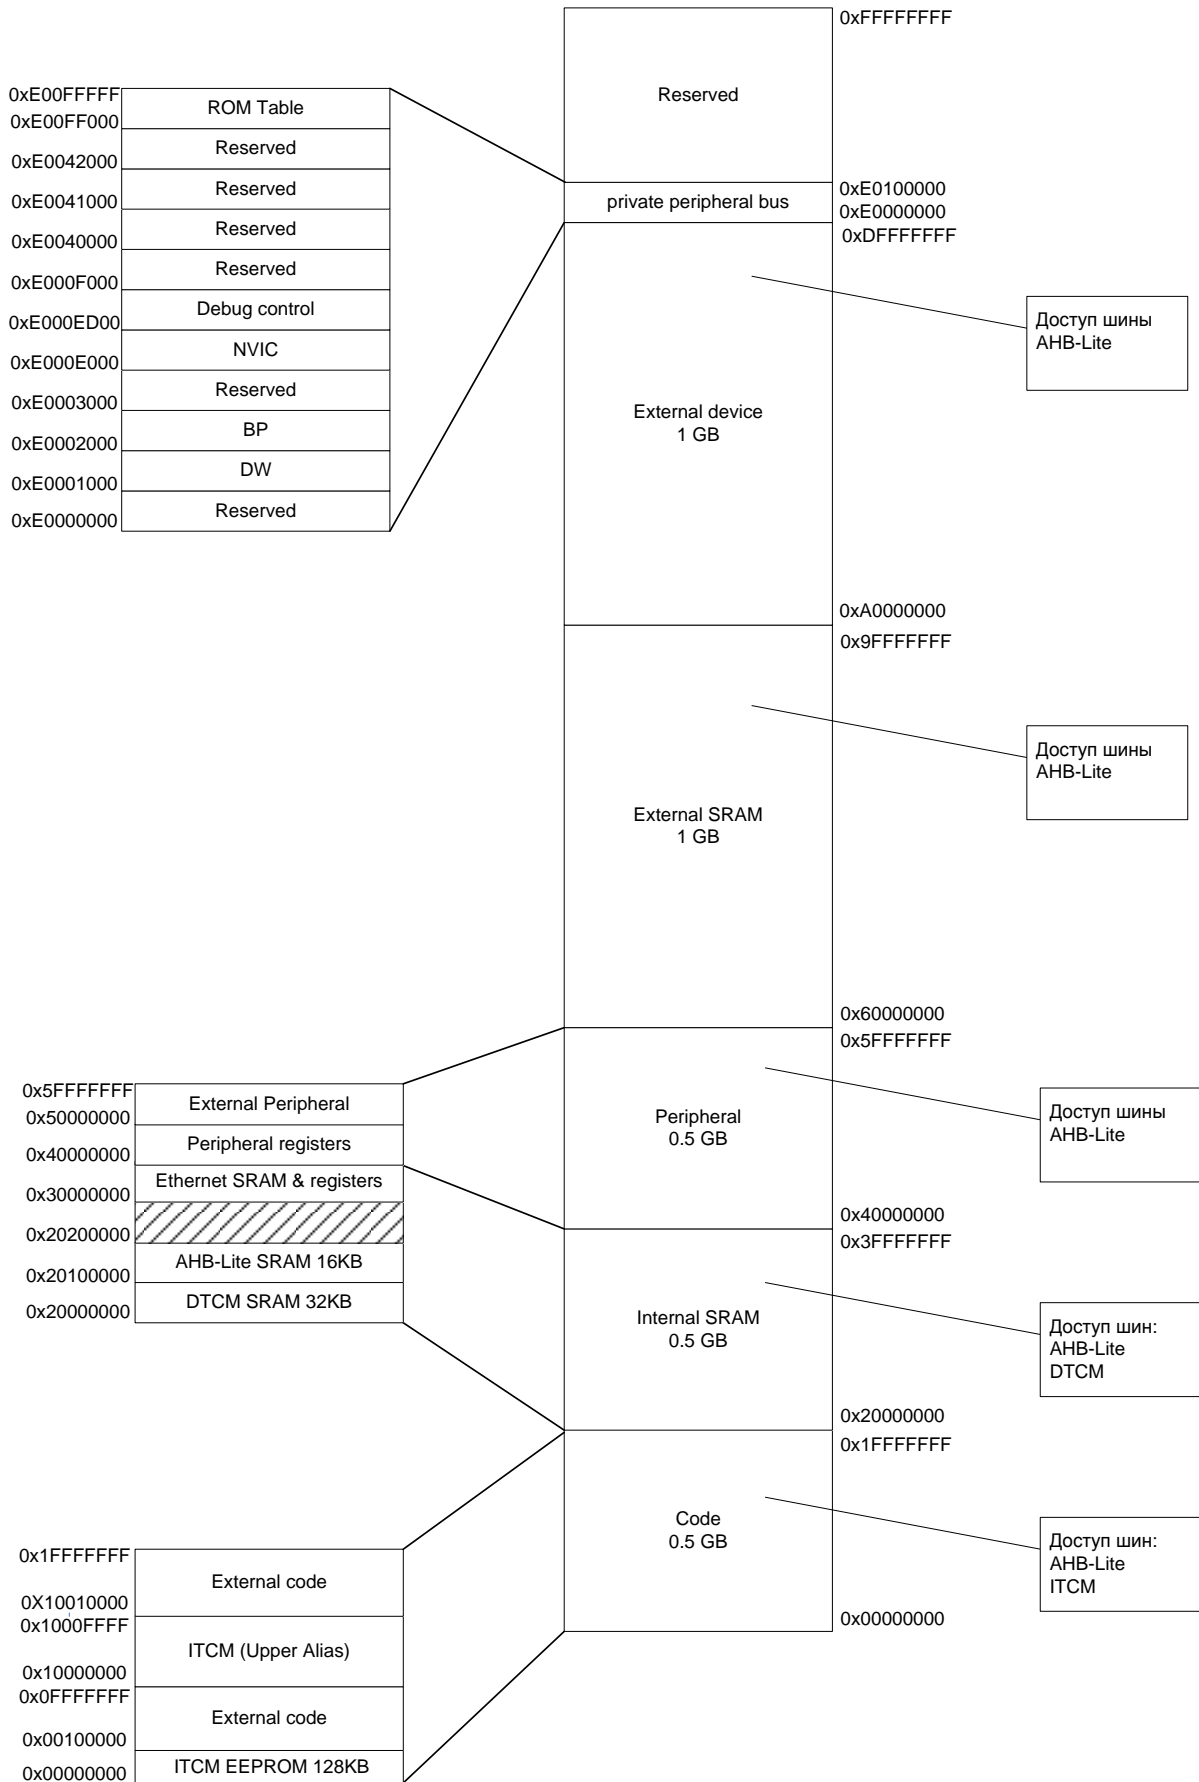 0xFFFFFFFF
Reserved
0xE0100000
private peripheral bus
0xE0000000
0xDFFFFFFF
External device
1 GB
0xA0000000
0x9FFFFFFF
External SRAM
1 GB
0x60000000
0x5FFFFFFF
Peripheral
0.5 GB
0x40000000
0x3FFFFFFF
Internal SRAM
0.5 GB
0x20000000
0x1FFFFFFF
Code
0.5 GB
0x00000000
0xE00FFFFF
ROM Table
0xE00FF000
Reserved
0xE0042000
Reserved
0xE0041000
Reserved
0xE0040000
Reserved
0xE000F000
Debug control
0xE000ED00
NVIC
0xE000E000
Reserved
0xE0003000
BP
0xE0002000
DW
0xE0001000
Reserved
0xE0000000
0x5FFFFFFF
External Peripheral
0x50000000
Peripheral registers
0x40000000
Ethernet SRAM & registers
0x30000000
0x20200000
AHB-Lite SRAM 16KB
0x20100000
DTCM SRAM 32KB
0x20000000
0x1FFFFFFF
External code
0X10010000
0x1000FFFF
ITCM (Upper Alias)
0x10000000
0x0FFFFFFF
External code
0x00100000
ITCM EEPROM 128KB
0x00000000
Доступ шины
AHB-Lite
Доступ шины
AHB-Lite
Доступ шины
AHB-Lite
Доступ шин:
AHB-Lite
DTCM
Доступ шин:
AHB-Lite
ITCM